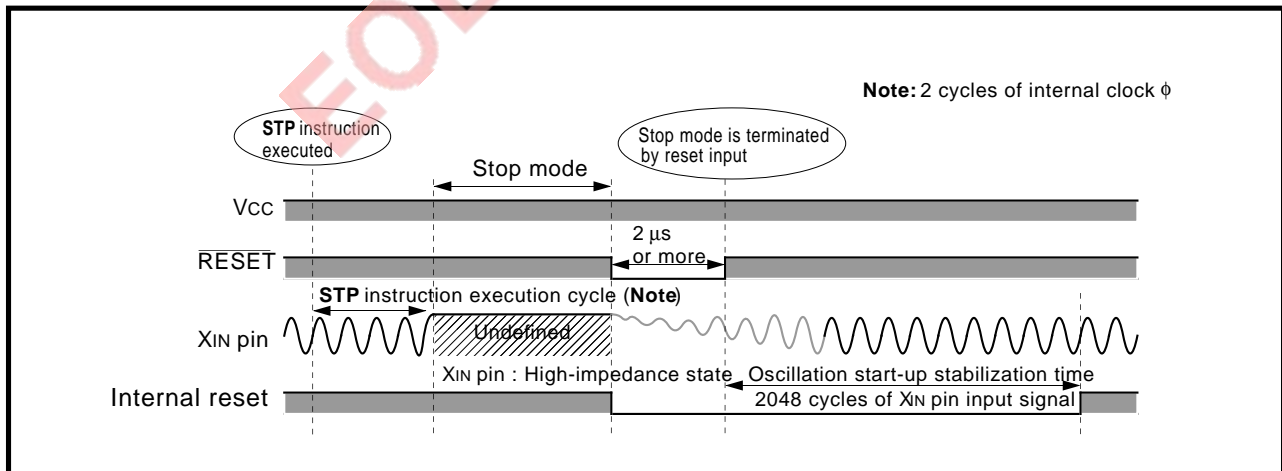 EOL
Note: 2 cycles of internal clock ϕ
STP instruction
executed
Stop mode is terminated
by reset input
Stop mode
VCC
2 μs
or more
RESET
STP instruction execution cycle (Note)
XIN pin
Undefined
XIN pin : High-impedance state
Oscillation start-up stabilization time
2048 cycles of XIN pin input signal
Internal reset